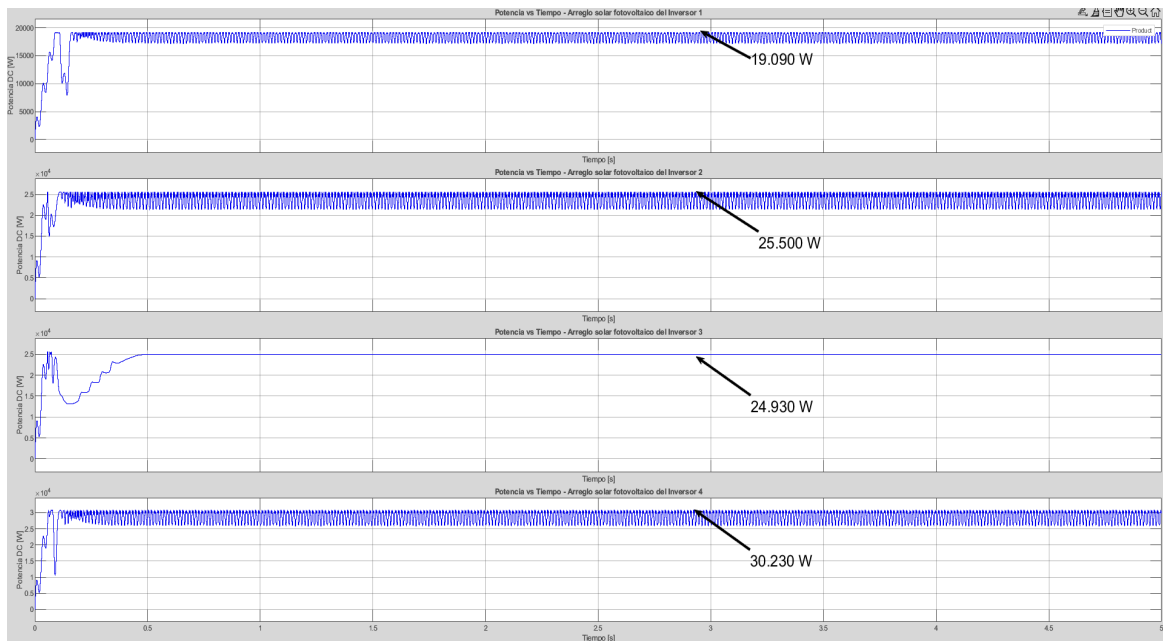 Potencia vs Tiempo - Arreglo solar fotovoltaico del Inversor 1
Product
20000
15000
10000
5000
0
Potencia DC [W]
19.090 W
Tiempo [s]
Potencia vs Tiempo - Arreglo solar fotovoltaico del Inversor 2
×10⁴
2.5
2
1.5
1
0.5
0
Potencia DC [W]
25.500 W
Tiempo [s]
Potencia vs Tiempo - Arreglo solar fotovoltaico del Inversor 3
×10⁴
2.5
2
1.5
1
0.5
0
Potencia DC [W]
24.930 W
Tiempo [s]
Potencia vs Tiempo - Arreglo solar fotovoltaico del Inversor 4
×10⁴
3
2.5
2
1.5
1
0.5
0
Potencia DC [W]
30.230 W
0 0.5 1 1.5 2 2.5 3 3.5 4 4.5 5
Tiempo [s]